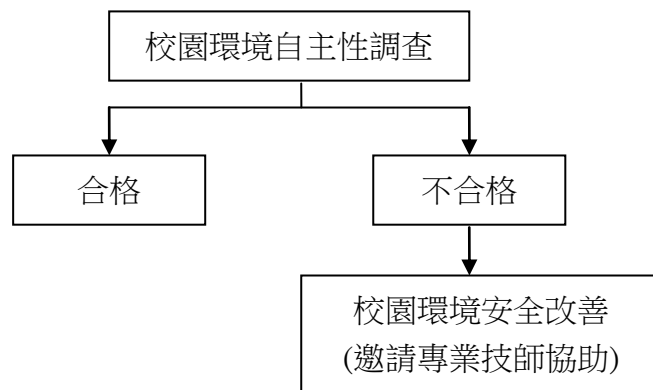 校園環境自主性調查
合格
不合格
校園環境安全改善
(邀請專業技師協助)